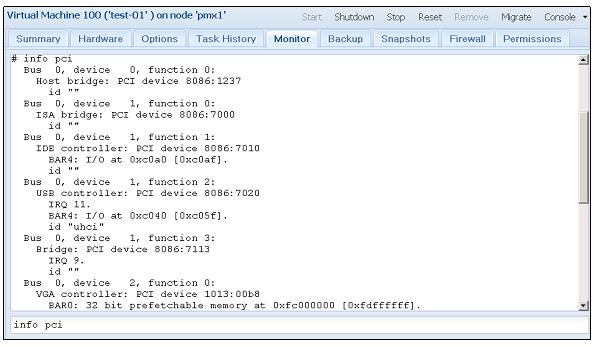 Virtual Machine 100 ('test-01' ) on node 'pmx1' Start Shutdown Stop Reset Remove Migrate Console
Summary Hardware Options Task History Monitor Backup Snapshots Firewall Permissions
# info pci
Bus 0, device 0, function 0:
Host bridge: PCI device 8086:1237
id ""
Bus 0, device 1, function 0:
ISA bridge: PCI device 8086:7000
id ""
Bus 0, device 1, function 1:
IDE controller: PCI device 8086:7010
BAR4: I/O at 0xc0a0 [0xc0af].
id ""
Bus 0, device 1, function 2:
USB controller: PCI device 8086:7020
IRQ 11.
BAR4: I/O at 0xc040 [0xc05f].
id "uhci"
Bus 0, device 1, function 3:
Bridge: PCI device 8086:7113
IRQ 9.
id ""
Bus 0, device 2, function 0:
VGA controller: PCI device 1013:00b8
BAR0: 32 bit prefetchable memory at 0xfc000000 [0xfdffffff].
info pci